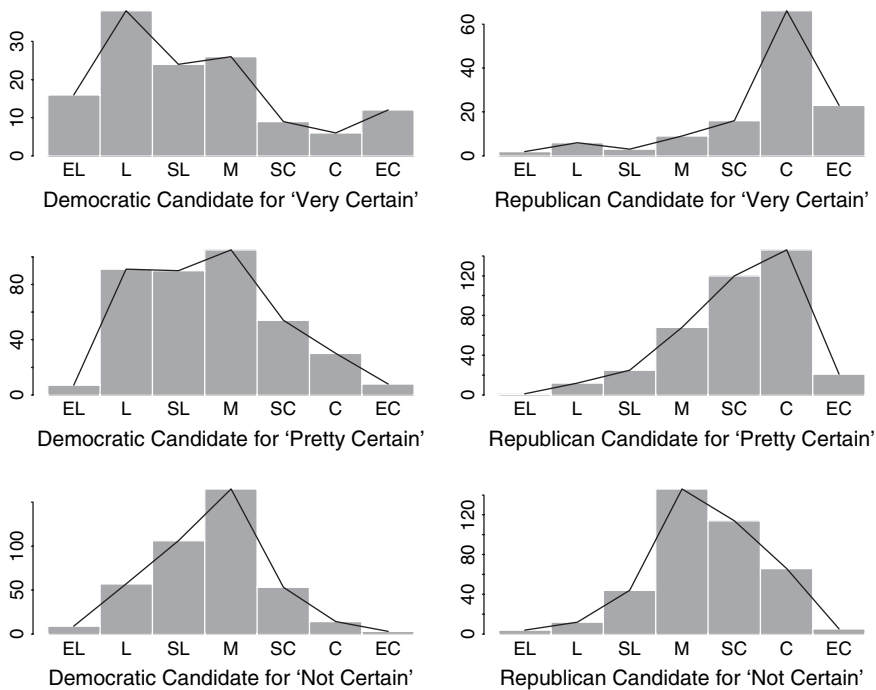 30
20
10
0
EL L SL M SC C EC
Democratic Candidate for ‘Very Certain’
60
40
20
0
EL L SL M SC C EC
Republican Candidate for ‘Very Certain’
80
40
0
EL L SL M SC C EC
Democratic Candidate for ‘Pretty Certain’
120
80
40
0
EL L SL M SC C EC
Republican Candidate for ‘Pretty Certain’
100
50
0
EL L SL M SC C EC
Democratic Candidate for ‘Not Certain’
120
80
40
0
EL L SL M SC C EC
Republican Candidate for ‘Not Certain’